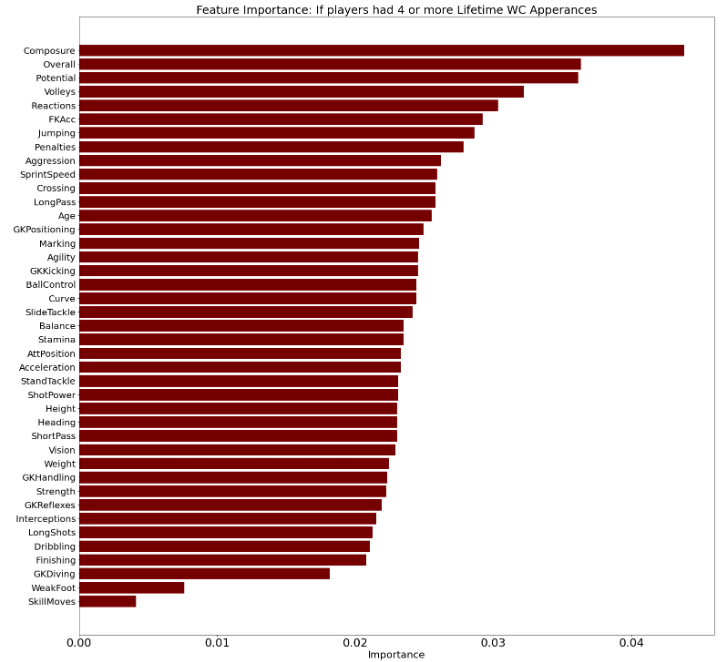 Feature Importance: If players had 4 or more Lifetime WC Apperances
Composure
Overall
Potential
Volleys
Reactions
FKAcc
Jumping
Penalties
Aggression
SprintSpeed
Crossing
LongPass
Age
GKPositioning
Marking
Agility
GKKicking
BallControl
Curve
SlideTackle
Balance
Stamina
AttPosition
Acceleration
StandTackle
ShotPower
Height
Heading
ShortPass
Vision
Weight
GKHandling
Strength
GKReflexes
Interceptions
LongShots
Dribbling
Finishing
GKDiving
WeakFoot
SkillMoves
0.00 0.01 0.02 0.03 0.04
Importance